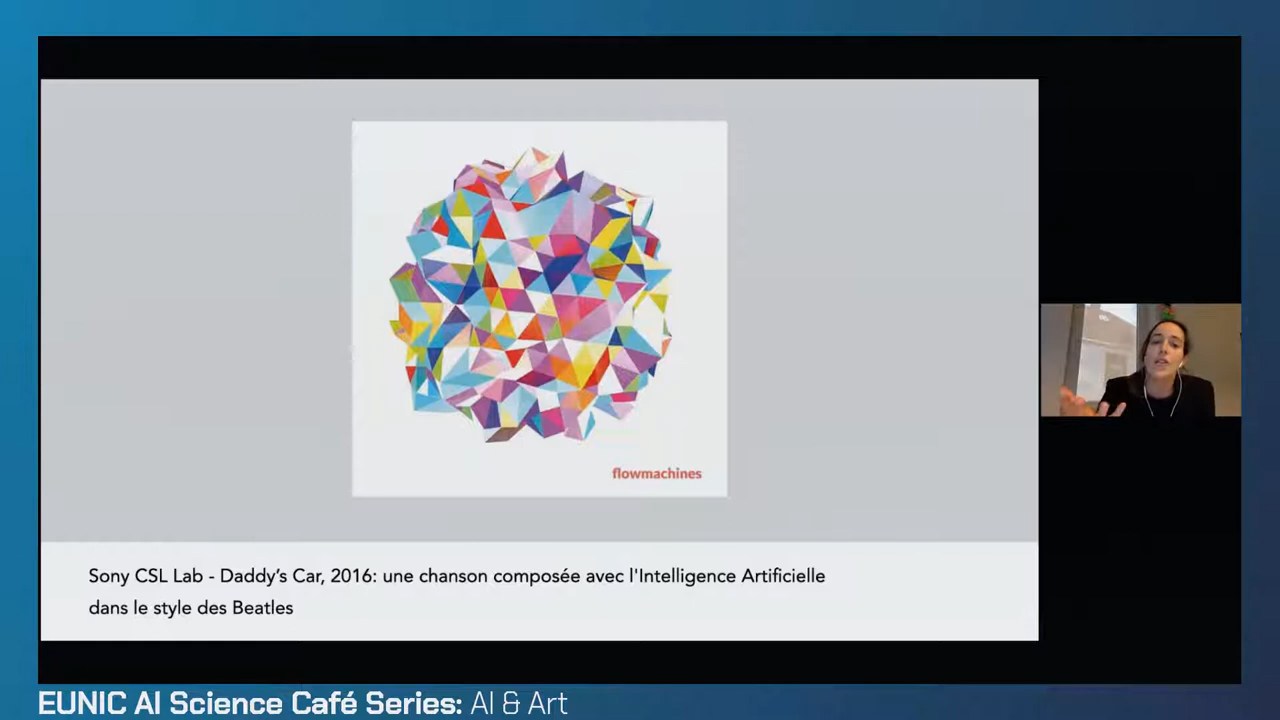 flowmachines
Sony CSL Lab - Daddy's Car, 2016: une chanson composée avec l'Intelligence Artificielle
dans le style des Beatles
EUNIC AI Science Café Series: AI & Art